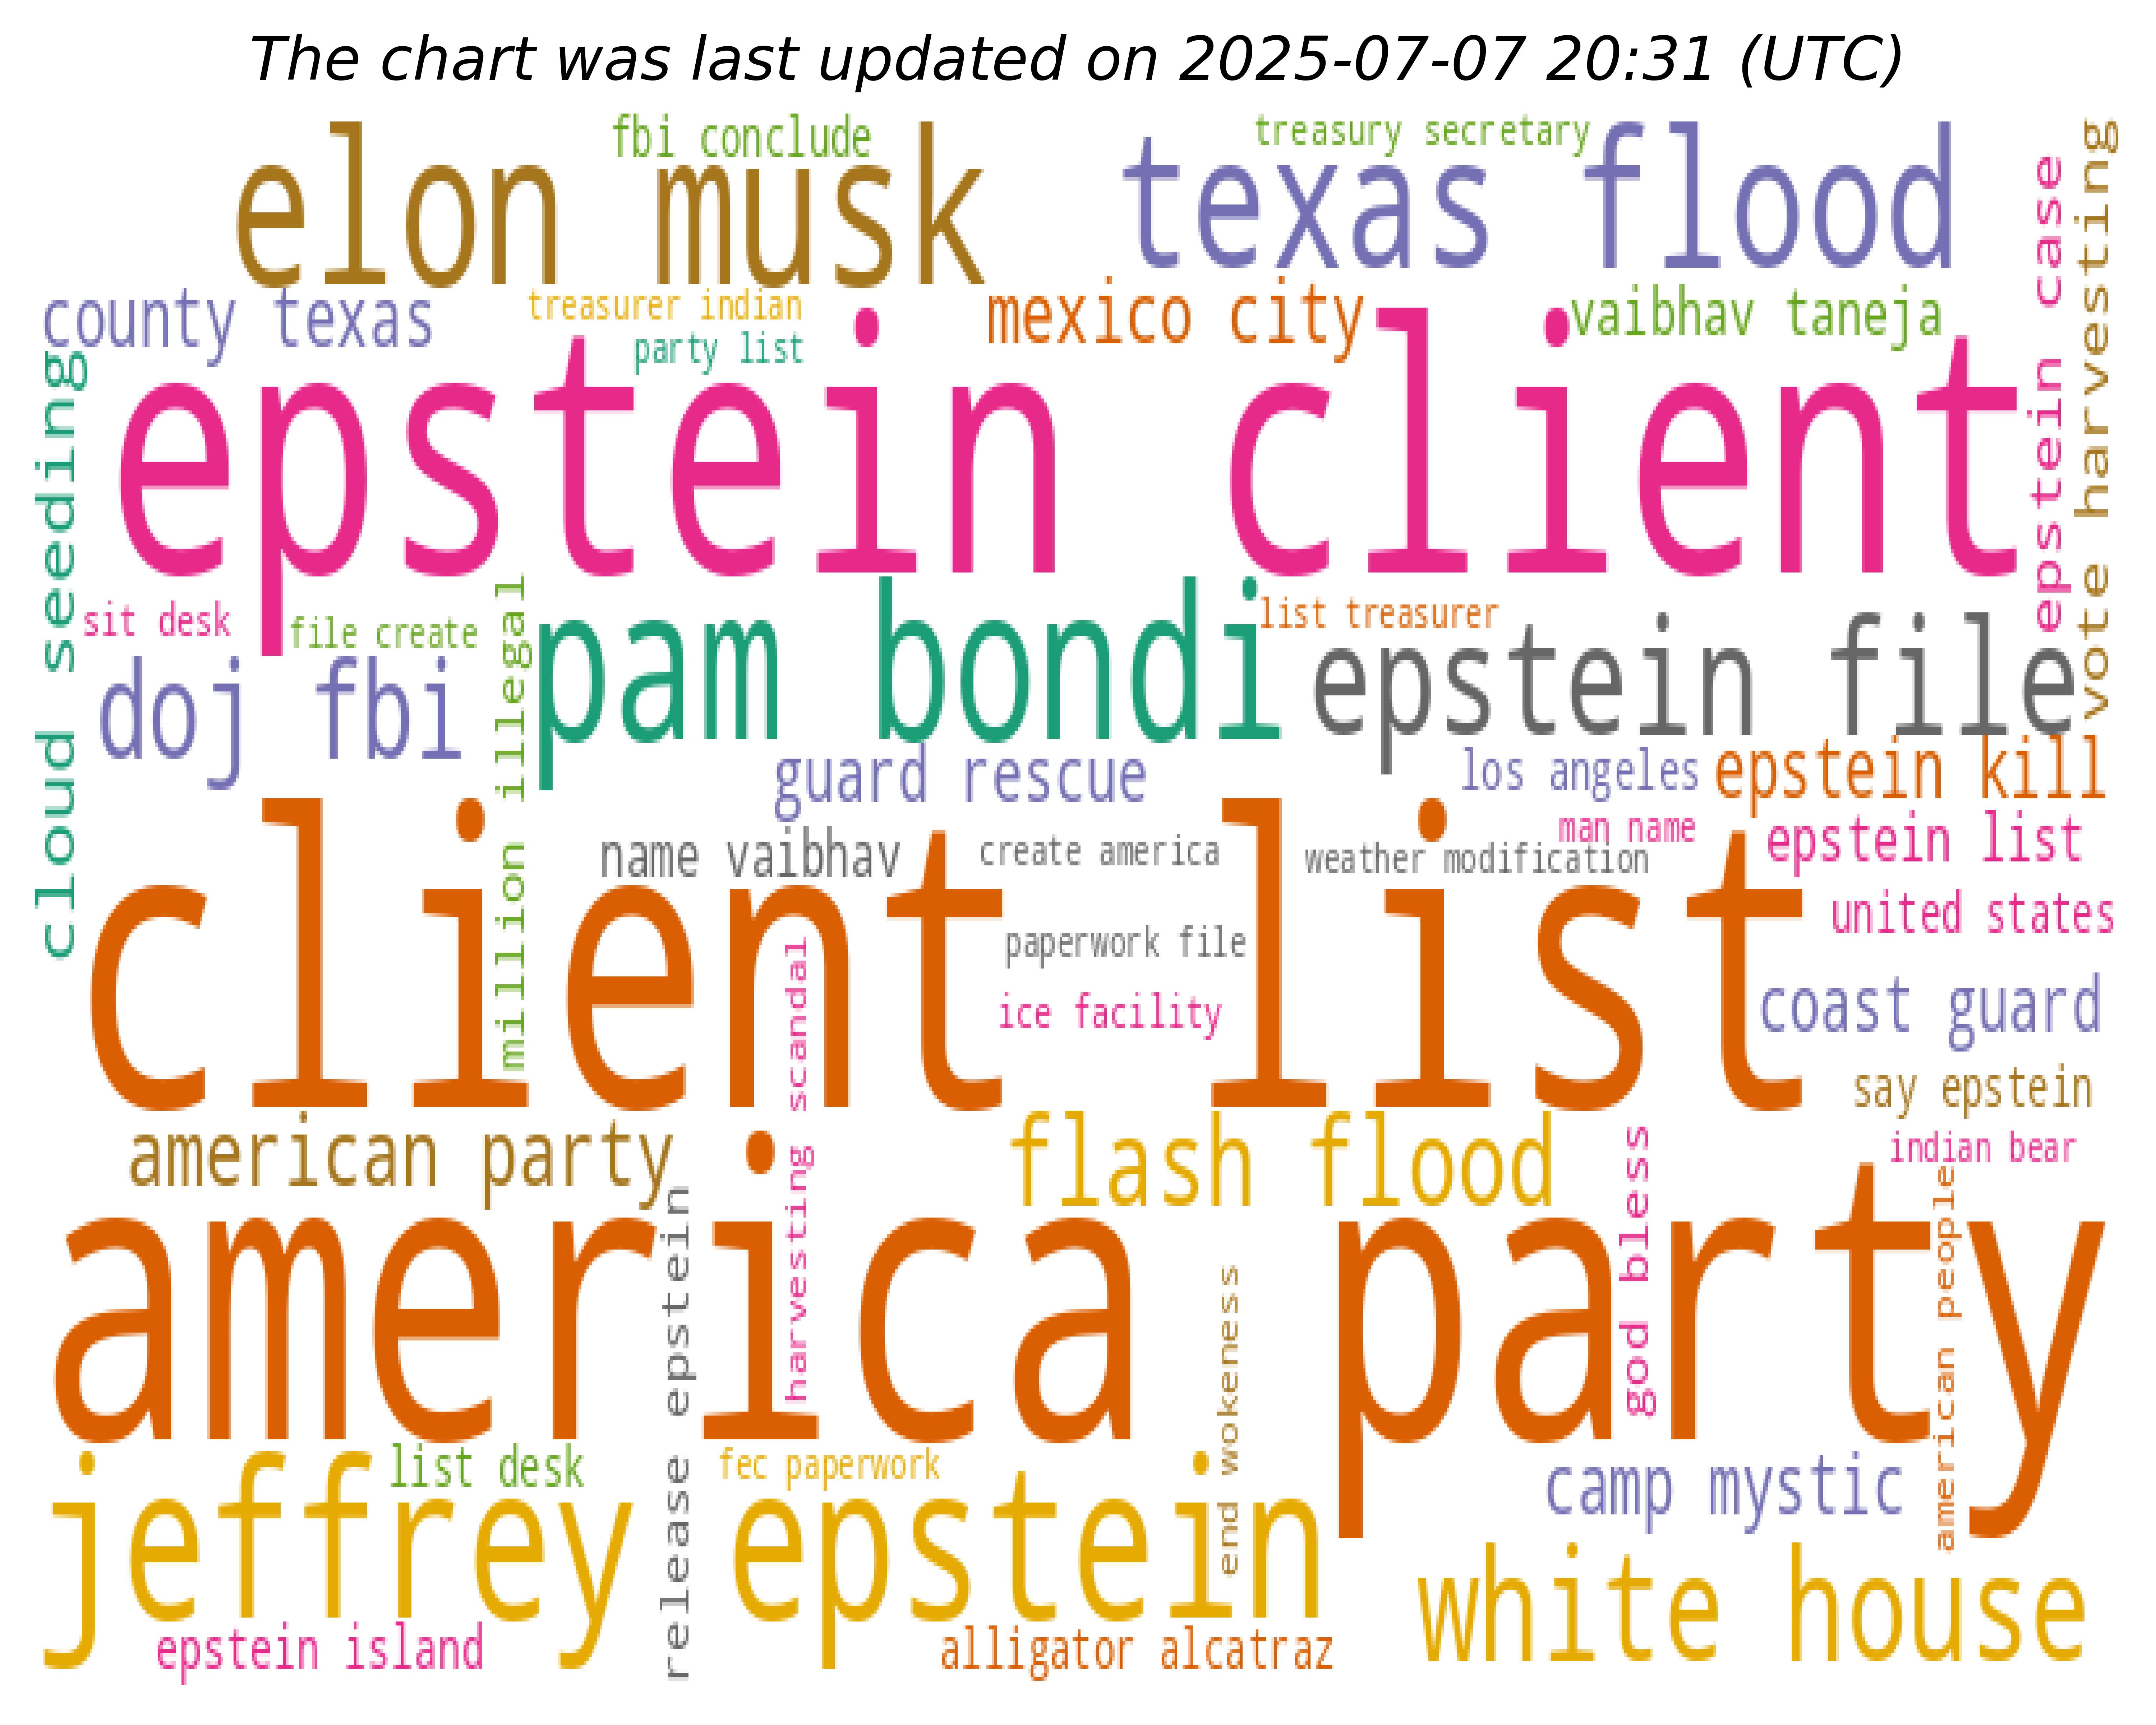 The chart was last updated on 2025-07-07 20:31 (UTC)
fbi conclude
treasury secretary
elon musk
texas flood
vote harvesting
epstein case
county texas
treasurer indian
mexico city
vaibhav taneja
party list
cloud seeding
epstein client
sit desk
file create
million illegal
pam bondi
list treasurer
epstein file
doj fbi
guard rescue
los angeles
epstein kill
man name
epstein list
name vaibhav
create america
weather modification
client list
united states
paperwork file
ice facility
coast guard
harvesting scandal
say epstein
american party
flash flood
god bless
indian bear
american people
america party
release epstein
end wokeness
list desk
fec paperwork
camp mystic
jeffrey epstein
white house
epstein island
alligator alcatraz